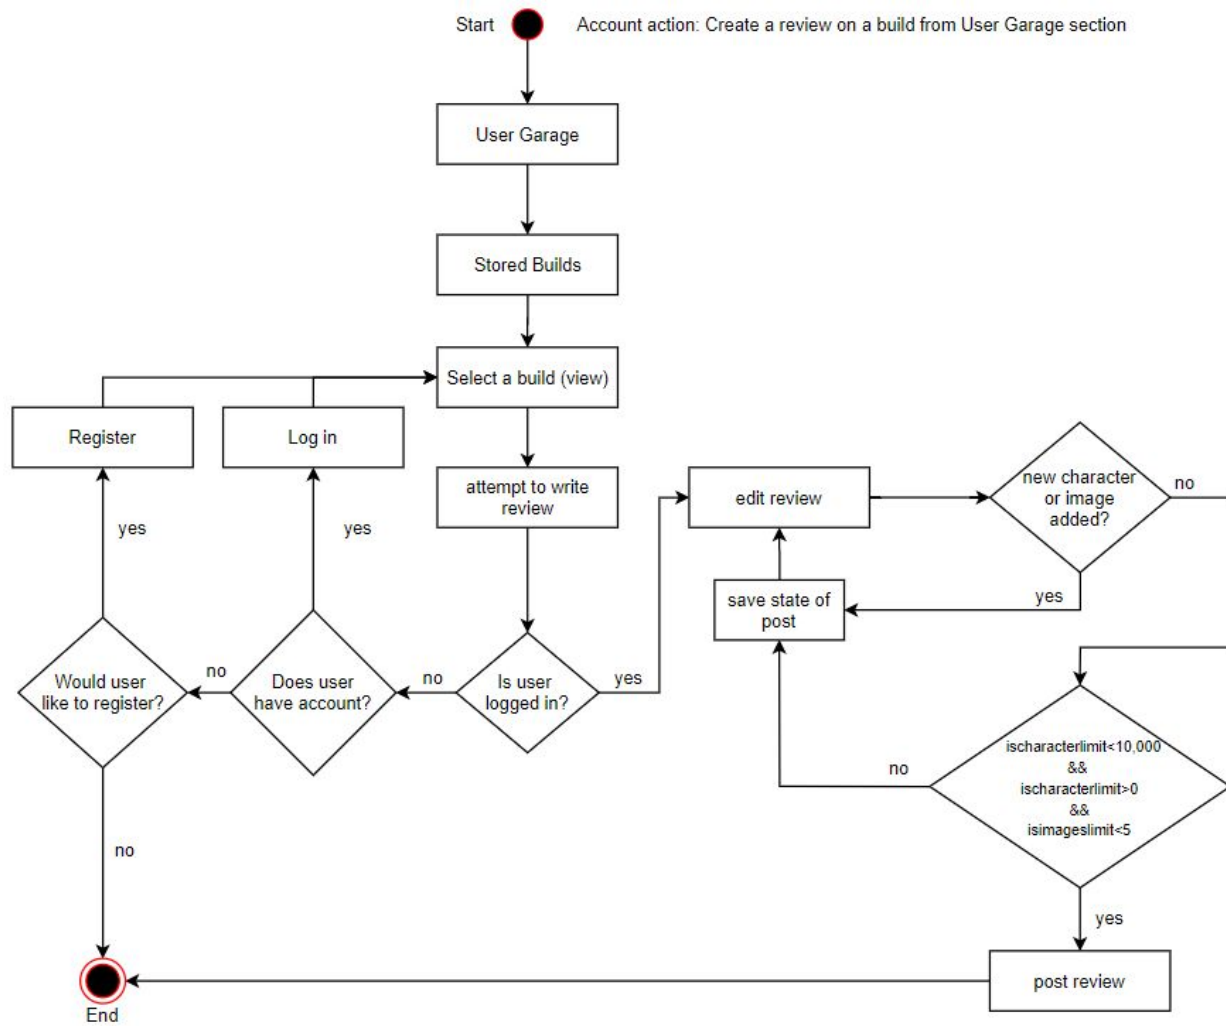 Start
Account action: Create a review on a build from User Garage section
User Garage
Stored Builds
Select a build (view)
Register
Log in
attempt to write
review
edit review
new character
or image
added?
no
yes
yes
yes
save state of
post
Would user
like to register?
no
Does user
have account?
no
Is user
logged in?
yes
ischaracterlimit<10,000
&&
ischaracterlimit>0
&&
isimageslimit<5
no
no
yes
post review
End